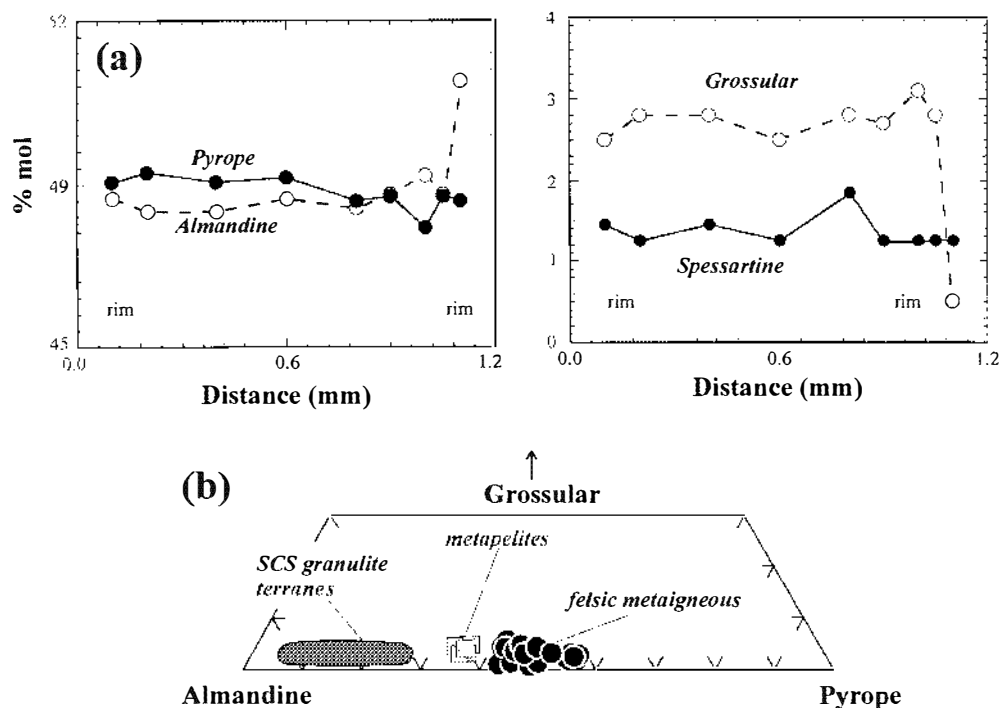 (a)
52
49
45
% mol
Pyrope
Almandine
rim
rim
0.0
0.6
1.2
Distance (mm)
4
3
2
1
0
Grossular
Spessartine
rim
rim
0.0
0.6
1.2
Distance (mm)
(b)
Grossular
SCS granulite
terranes
metapelites
felsic metaigneous
Almandine
Pyrope